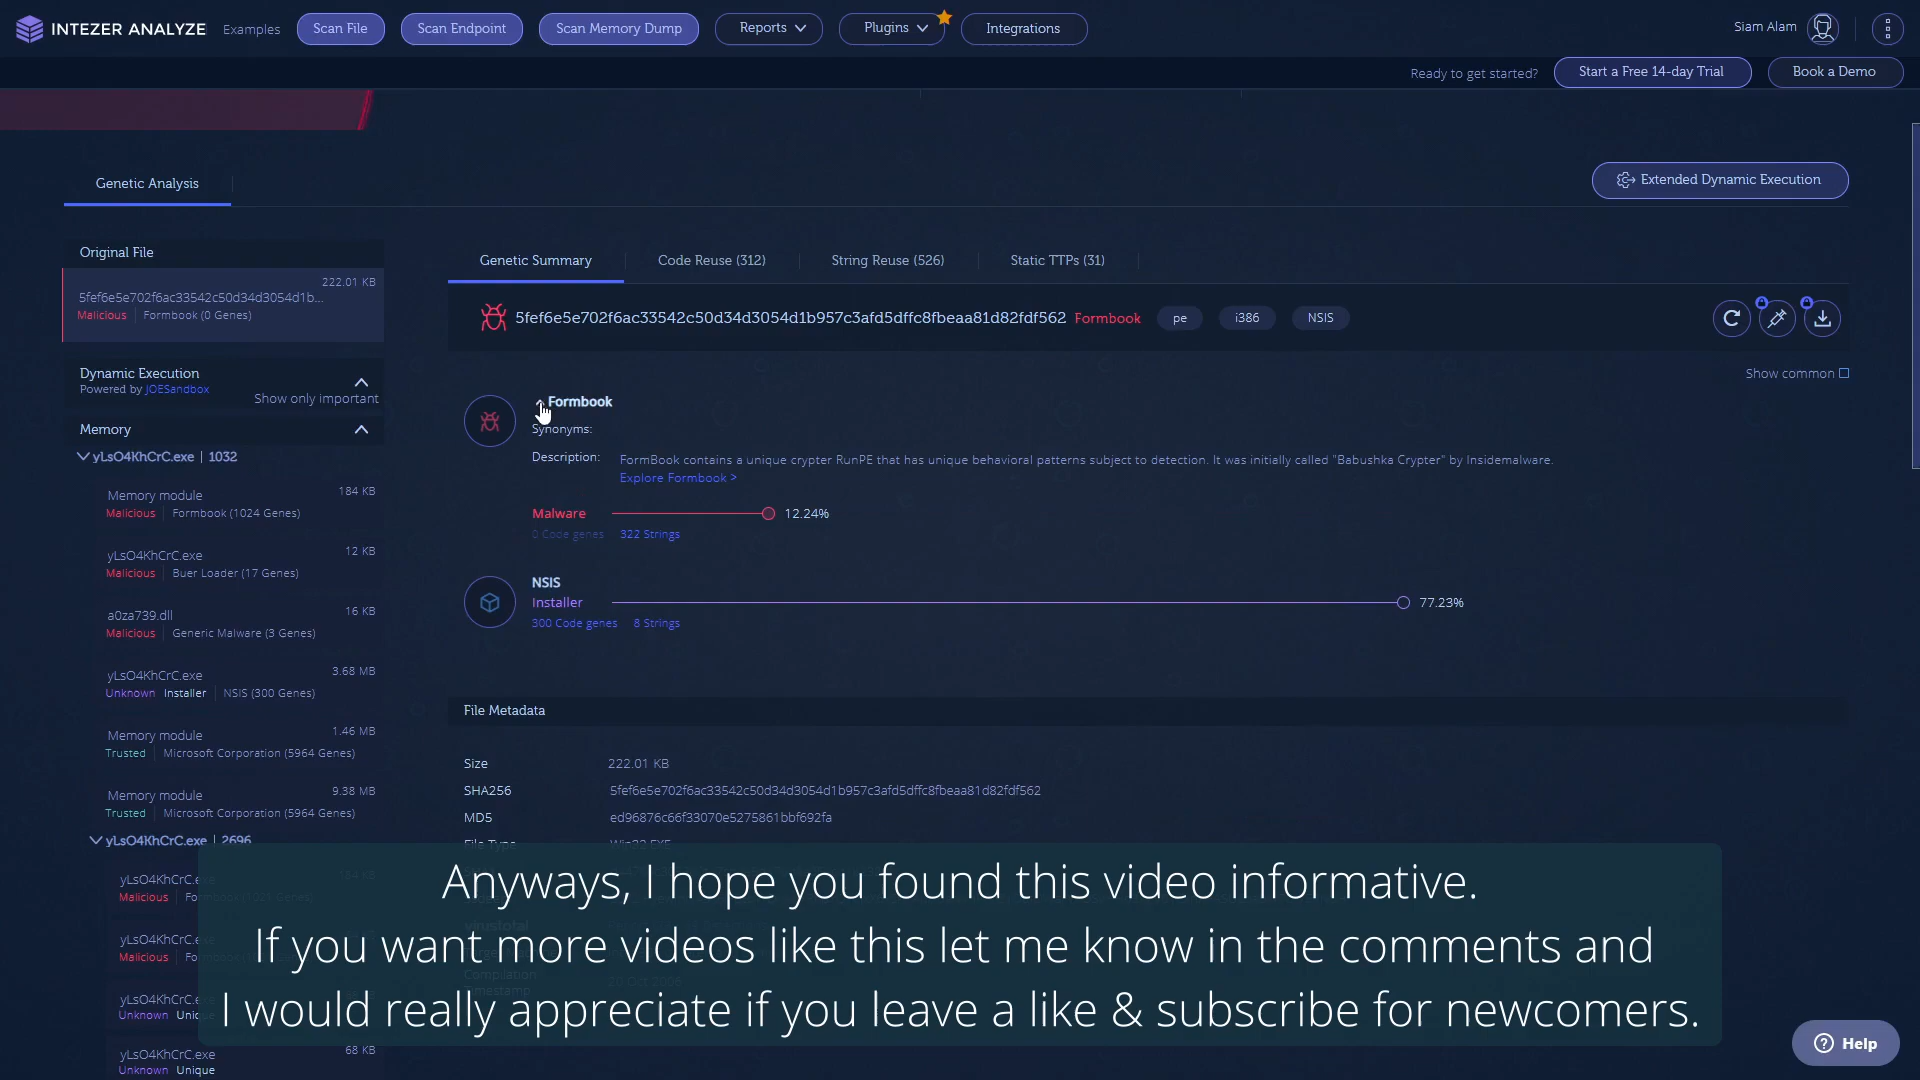 INTEZER ANALYZE
Examples
Scan File
Scan Endpoint
Scan Memory Dump
Reports
Plugins
Integrations
Siam Alam
Ready to get started?
Start a Free 14-day Trial
Book a Demo
Genetic Analysis
Extended Dynamic Execution
Original File
222.01 KB
5fef6e5e702f6ac33542c50d34d3054d1b...
Malicious | Formbook (0 Genes)
Dynamic Execution
Powered by JOESandbox
Show only important
Memory
yLsO4KhCrC.exe | 1032
Memory module 184 KB
Malicious | Formbook (1024 Genes)
yLsO4KhCrC.exe 12 KB
Malicious | Buer Loader (17 Genes)
a0za739.dll 16 KB
Malicious | Generic Malware (3 Genes)
yLsO4KhCrC.exe 3.68 MB
Unknown Installer | NSIS (300 Genes)
Memory module 1.46 MB
Trusted | Microsoft Corporation (5964 Genes)
Memory module 9.38 MB
Trusted | Microsoft Corporation (5964 Genes)
yLsO4KhCrC.exe | 2696
yLsO4KhCrC.
Malicious
yLsO4KhCrC.e
Malicious
yLsO4KhCrC.e
Unknown
yLsO4KhCrC.exe 68 KB
Unknown Unique
Genetic Summary
Code Reuse (312)
String Reuse (526)
Static TTPs (31)
5fef6e5e702f6ac33542c50d34d3054d1b957c3afd5dffc8fbeaa81d82fdf562 Formbook pe i386 NSIS
Show common
Formbook
Synonyms:
Description: FormBook contains a unique crypter RunPE that has unique behavioral patterns subject to detection. It was initially called "Babushka Crypter" by Insidemalware.
Explore Formbook >
Malware 12.24%
0 Code genes 322 Strings
NSIS
Installer 77.23%
300 Code genes 8 Strings
File Metadata
Size 222.01 KB
SHA256 5fef6e5e702f6ac33542c50d34d3054d1b957c3afd5dffc8fbeaa81d82fdf562
MD5 ed96876c66f33070e5275861bbf692fa
File Type Win32 EXE
Anyways, I hope you found this video informative.
If you want more videos like this let me know in the comments and
I would really appreciate if you leave a like & subscribe for newcomers.
Help